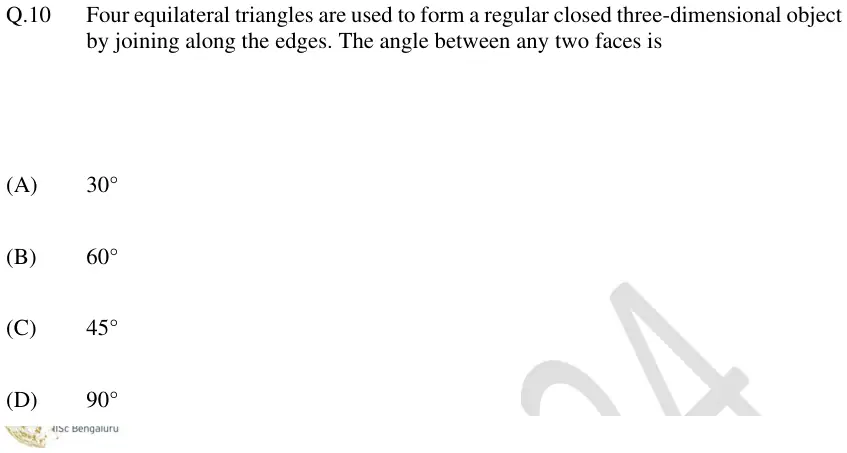 Q.10 Four equilateral triangles are used to form a regular closed three-dimensional object
by joining along the edges. The angle between any two faces is
(A) 30°
(B) 60°
(C) 45°
(D) 90°
IISc Bengaluru